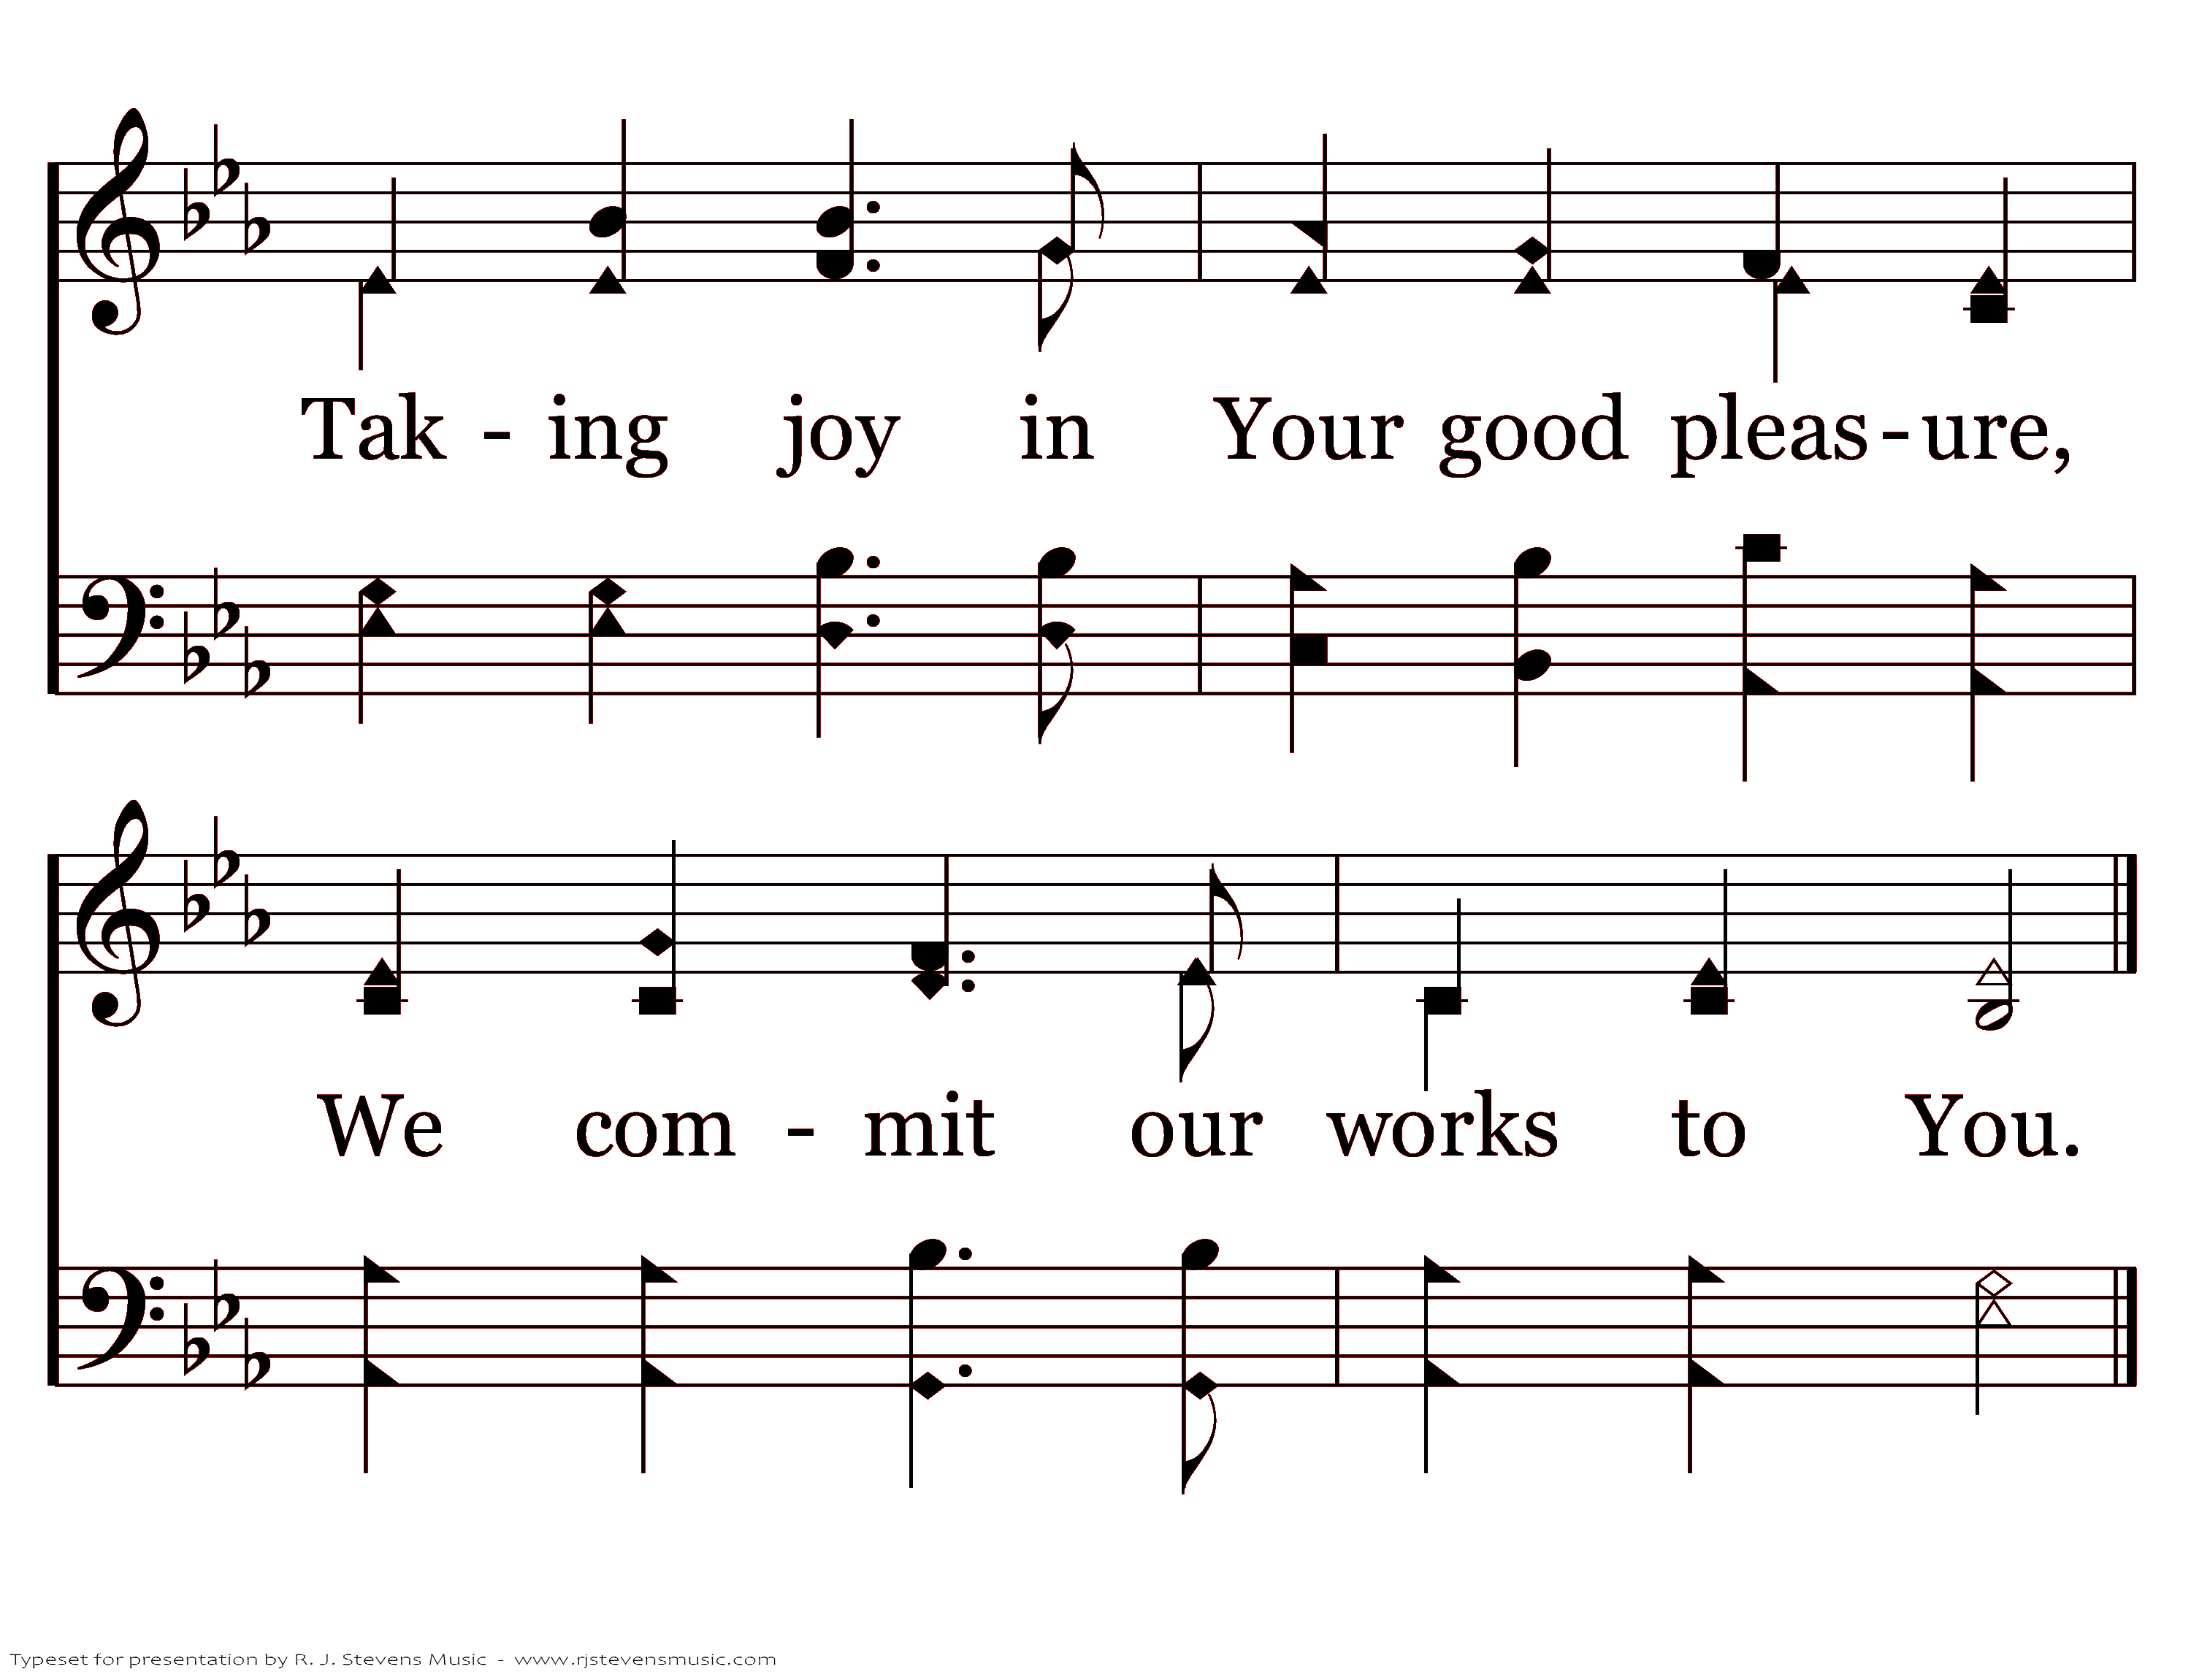 Tak - ing joy in Your good pleas - ure,
We com - mit our works to You.
Typeset for presentation by R. J. Stevens Music - www.rjstevensmusic.com